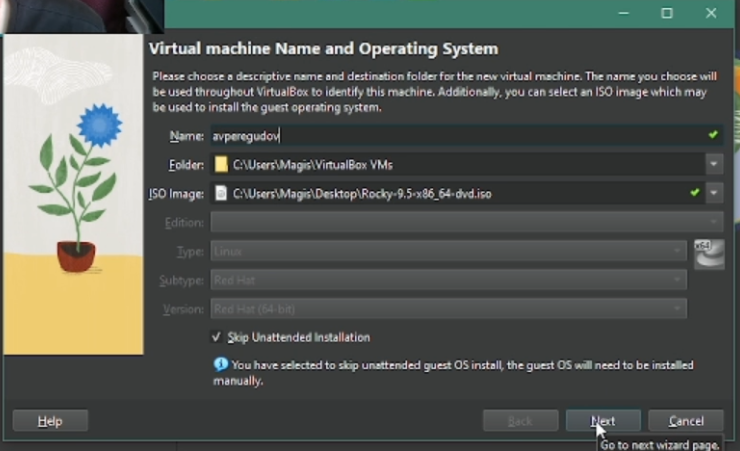 Virtual machine Name and Operating System
Please choose a descriptive name and destination folder for the new virtual machine. The name you choose will
be used throughout VirtualBox to identify this machine. Additionally, you can select an ISO image which may
be used to install the guest operating system.
Name: avperegudov
Folder: C:\Users\Magis\VirtualBox VMs
ISO Image: C:\Users\Magis\Desktop\Rocky-9.5-x86_64-dvd.iso
Edition:
Type: Linux
x64
Subtype: Red Hat
Version: Red Hat (64-bit)
Skip Unattended Installation
You have selected to skip unattended guest OS install, the guest OS will need to be installed
manually.
Help Back Next Cancel
Go to next wizard page.